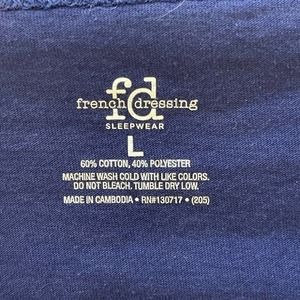 fd
french dressing
SLEEPWEAR
L
60% COTTON, 40% POLYESTER
MACHINE WASH COLD WITH LIKE COLORS.
DO NOT BLEACH. TUMBLE DRY LOW.
MADE IN CAMBODIA • RN#130717 • (205)